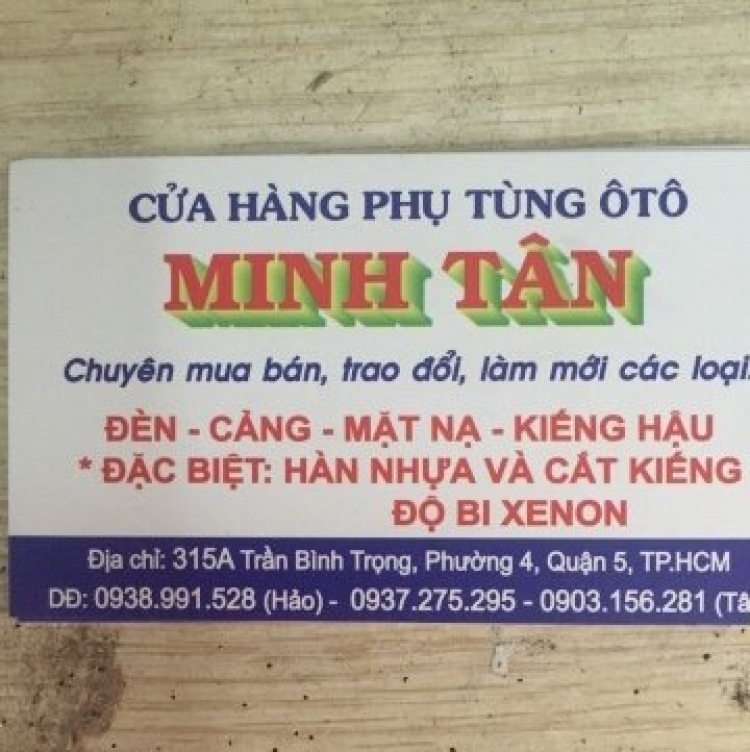 CỬA HÀNG PHỤ TÙNG ÔTÔ
MINH TÂN
Chuyên mua bán, trao đổi, làm mới các loại:
ĐÈN - CẢNG - MẶT NẠ - KIẾNG HẬU
* ĐẶC BIỆT: HÀN NHỰA VÀ CẮT KIẾNG
ĐỘ BI XENON
Địa chỉ: 315A Trần Bình Trọng, Phường 4, Quận 5, TP.HCM
DĐ: 0938.991.528 (Hảo) - 0937.275.295 - 0903.156.281